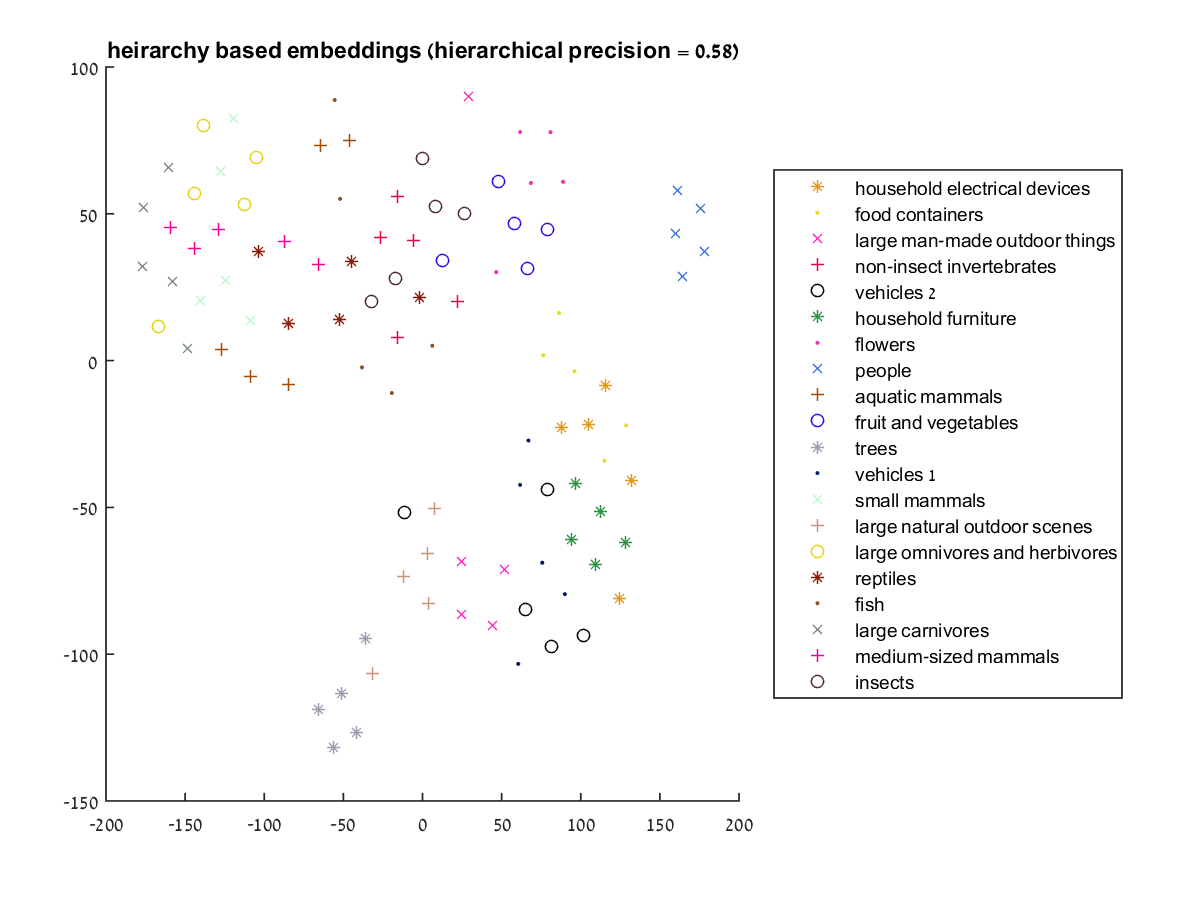 heirarchy based embeddings (hierarchical precision = 0.58)
100
50
0
-50
-100
-150
-200 -150 -100 -50 0 50 100 150 200
household electrical devices
food containers
large man-made outdoor things
non-insect invertebrates
vehicles 2
household furniture
flowers
people
aquatic mammals
fruit and vegetables
trees
vehicles 1
small mammals
large natural outdoor scenes
large omnivores and herbivores
reptiles
fish
large carnivores
medium-sized mammals
insects